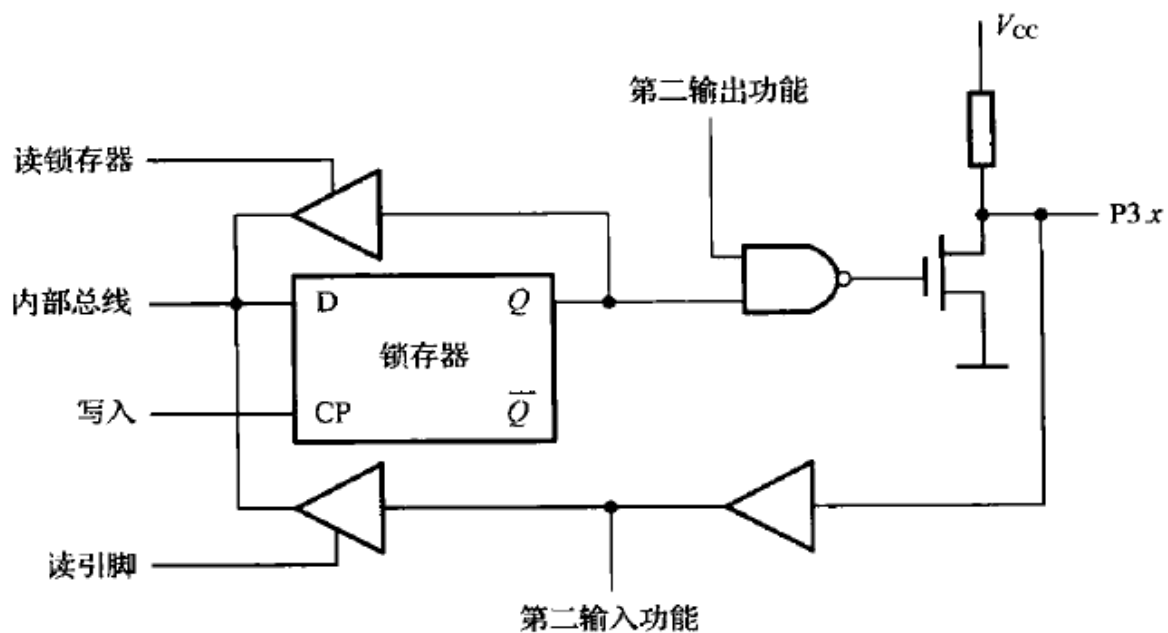 V_CC
第二输出功能
读锁存器
P3.x
内部总线
D
Q
锁存器
写入
CP
Q̅
读引脚
第二输入功能